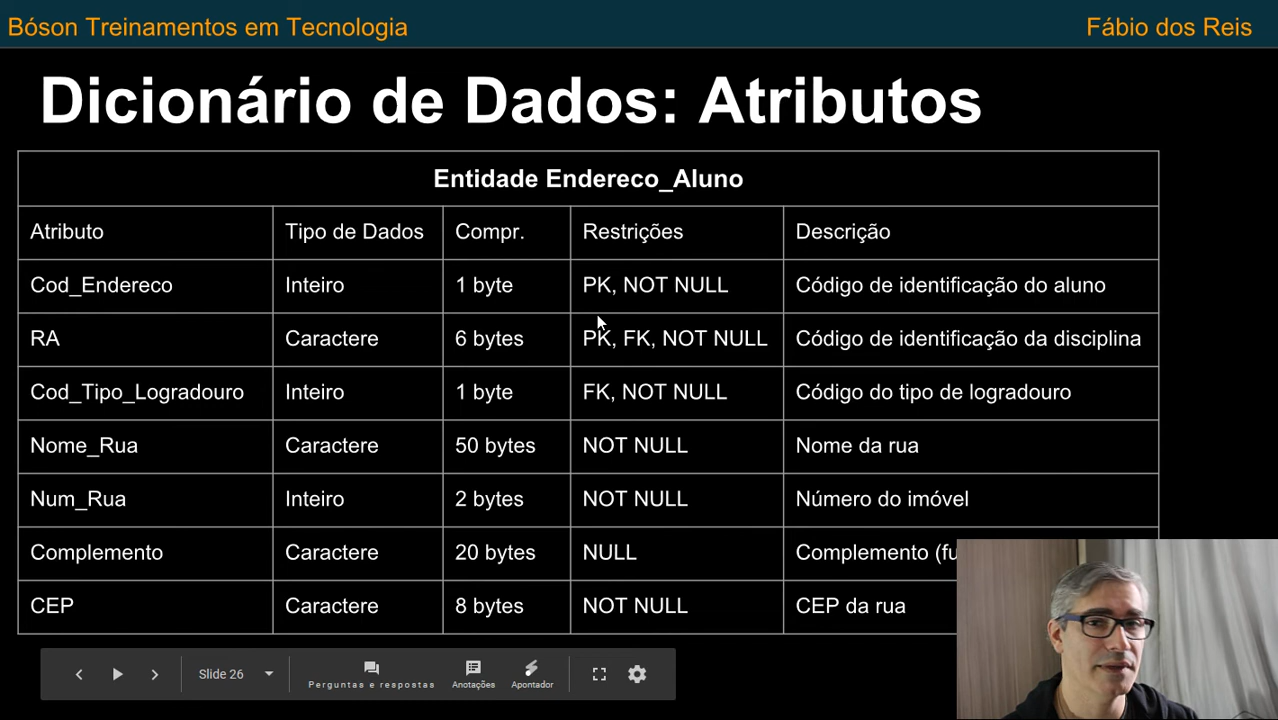 Bóson Treinamentos em Tecnologia Fábio dos Reis
Dicionário de Dados: Atributos
Entidade Endereco_Aluno
Atributo Tipo de Dados Compr. Restrições Descrição
Cod_Endereco Inteiro 1 byte PK, NOT NULL Código de identificação do aluno
RA Caractere 6 bytes PK, FK, NOT NULL Código de identificação da disciplina
Cod_Tipo_Logradouro Inteiro 1 byte FK, NOT NULL Código do tipo de logradouro
Nome_Rua Caractere 50 bytes NOT NULL Nome da rua
Num_Rua Inteiro 2 bytes NOT NULL Número do imóvel
Complemento Caractere 20 bytes NULL Complemento (fu
CEP Caractere 8 bytes NOT NULL CEP da rua
Slide 26 Perguntas e respostas Anotações Apontador